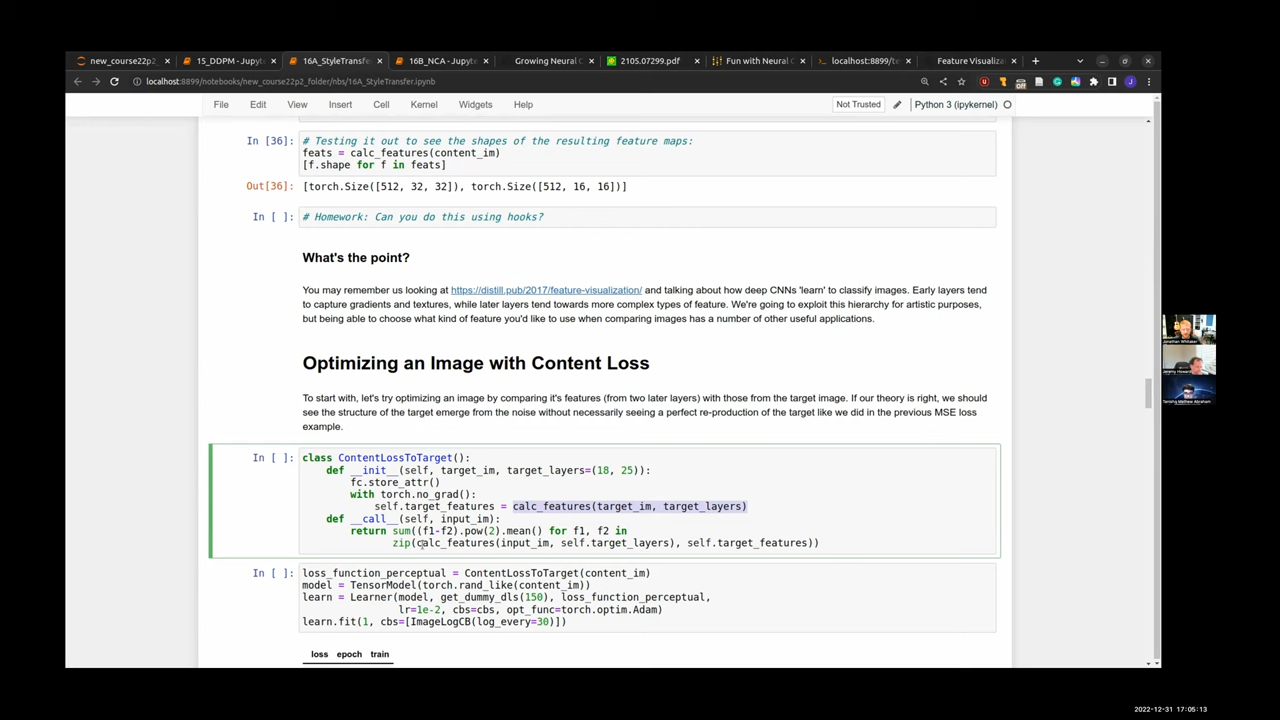 new_course22p2_
15_DDPM - Jupyte
16A_StyleTransfe
16B_NCA - Jupyte
Growing Neural C
2105.07299.pdf
Fun with Neural C
localhost:8899/te
Feature Visualiza
localhost:8899/notebooks/new_course22p2_folder/nbs/16A_StyleTransfer.ipynb
File Edit View Insert Cell Kernel Widgets Help
Not Trusted
Python 3 (ipykernel)
In [36]:
# Testing it out to see the shapes of the resulting feature maps:
feats = calc_features(content_im)
[f.shape for f in feats]
Out[36]: [torch.Size([512, 32, 32]), torch.Size([512, 16, 16])]
In [ ]: # Homework: Can you do this using hooks?
What's the point?
You may remember us looking at https://distill.pub/2017/feature-visualization/ and talking about how deep CNNs 'learn' to classify images. Early layers tend
to capture gradients and textures, while later layers tend towards more complex types of feature. We're going to exploit this hierarchy for artistic purposes,
but being able to choose what kind of feature you'd like to use when comparing images has a number of other useful applications.
Optimizing an Image with Content Loss
To start with, let's try optimizing an image by comparing it's features (from two later layers) with those from the target image. If our theory is right, we should
see the structure of the target emerge from the noise without necessarily seeing a perfect re-production of the target like we did in the previous MSE loss
example.
In [ ]: class ContentLossToTarget():
def __init__(self, target_im, target_layers=(18, 25)):
fc.store_attr()
with torch.no_grad():
self.target_features = calc_features(target_im, target_layers)
def __call__(self, input_im):
return sum((f1-f2).pow(2).mean() for f1, f2 in
zip(calc_features(input_im, self.target_layers), self.target_features))
In [ ]: loss_function_perceptual = ContentLossToTarget(content_im)
model = TensorModel(torch.rand_like(content_im))
learn = Learner(model, get_dummy_dls(150), loss_function_perceptual,
lr=1e-2, cbs=cbs, opt_func=torch.optim.Adam)
learn.fit(1, cbs=[ImageLogCB(log_every=30)])
loss epoch train
Jonathan Whitaker
Jeremy Howard
Tanishq Mathew Abraham
2022-12-31 17:05:13